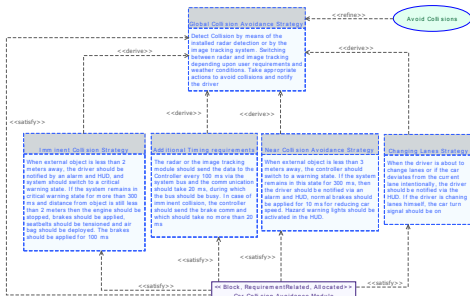 Global Collision Avoidance Strategy
Detect Collision by means of the
installed radar detection or by the
image tracking system. Switching
between radar and image tracking
depending upon user requirements and
weather conditions. Take appropriate
actions to avoid collisions and notify
the driver
<<refine>>
Avoid Collisions
<<derive>>
<<derive>>
<<derive>>
<<derive>>
<<satisfy>>
Imminent Collision Strategy
When external object is less than 2
meters away, the driver should be
notified by an alarm and HUD, and
system should switch to a critical
warning state. If the system remains in
critical warning state for more than 300
ms and distance from object is still less
than 2 meters then the engine should be
stopped, brakes should be applied,
seatbelts should be tensioned and air
bag should be deployed. The brakes
should be applied for 100 ms
Additional Timing requirements
The radar or the image tracking
module should send the data to the
Controller every 100 ms via the
system bus and the communication
should take 20 ms, during which
the bus should be busy. In case of
imminent collision, the controller
should send the brake command
which should take no more than 20
ms
Near Collision Avoidance Strategy
When external object is less than 3
meters away, the controller should
switch to a warning state. If system
remains in this state for 300 ms, then
the driver should be notified via an
alarm and HUD, normal brakes should
be applied for 10 ms for reducing car
speed. Hazard warning lights should be
activated in the HUD.
Changing Lanes Strategy
When the driver is about to
change lanes or if the car
deviates from the current
lane intentionally, the driver
should be notified via the
HUD. If the driver is changing
lanes himself, the car turn
signal should be on
<<satisfy>>
<<satisfy>>
<<satisfy>>
<<satisfy>>
<< Block, RequirementRelated, Allocated>>
Car Collision Avoidance Module